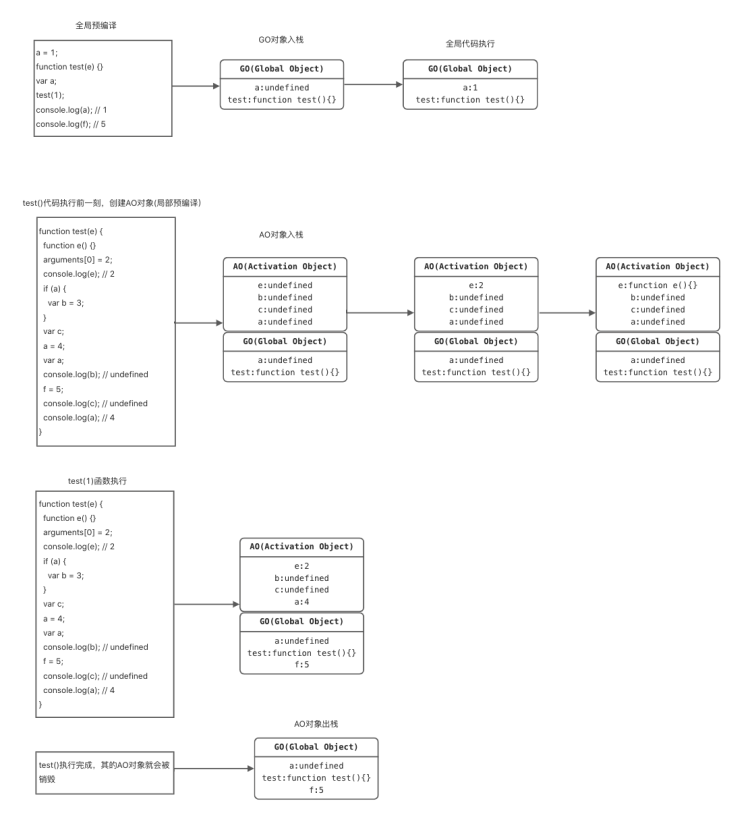 全局预编译
a = 1;
function test(e) {}
var a;
test(1);
console.log(a); // 1
console.log(f); // 5
GO对象入栈
GO(Global Object)
a:undefined
test:function test(){}
全局代码执行
GO(Global Object)
a:1
test:function test(){}
test()代码执行前一刻，创建AO对象(局部预编译)
function test(e) {
function e() {}
arguments[0] = 2;
console.log(e); // 2
if (a) {
var b = 3;
}
var c;
a = 4;
var a;
console.log(b); // undefined
f = 5;
console.log(c); // undefined
console.log(a); // 4
}
AO对象入栈
AO(Activation Object)
e:undefined
b:undefined
c:undefined
a:undefined
GO(Global Object)
a:undefined
test:function test(){}
AO(Activation Object)
e:2
b:undefined
c:undefined
a:undefined
GO(Global Object)
a:undefined
test:function test(){}
AO(Activation Object)
e:function e(){}
b:undefined
c:undefined
a:undefined
GO(Global Object)
a:undefined
test:function test(){}
test(1)函数执行
function test(e) {
function e() {}
arguments[0] = 2;
console.log(e); // 2
if (a) {
var b = 3;
}
var c;
a = 4;
var a;
console.log(b); // undefined
f = 5;
console.log(c); // undefined
console.log(a); // 4
}
AO(Activation Object)
e:2
b:undefined
c:undefined
a:4
GO(Global Object)
a:undefined
test:function test(){}
f:5
test()执行完成，其的AO对象就会被
销毁
AO对象出栈
GO(Global Object)
a:undefined
test:function test(){}
f:5